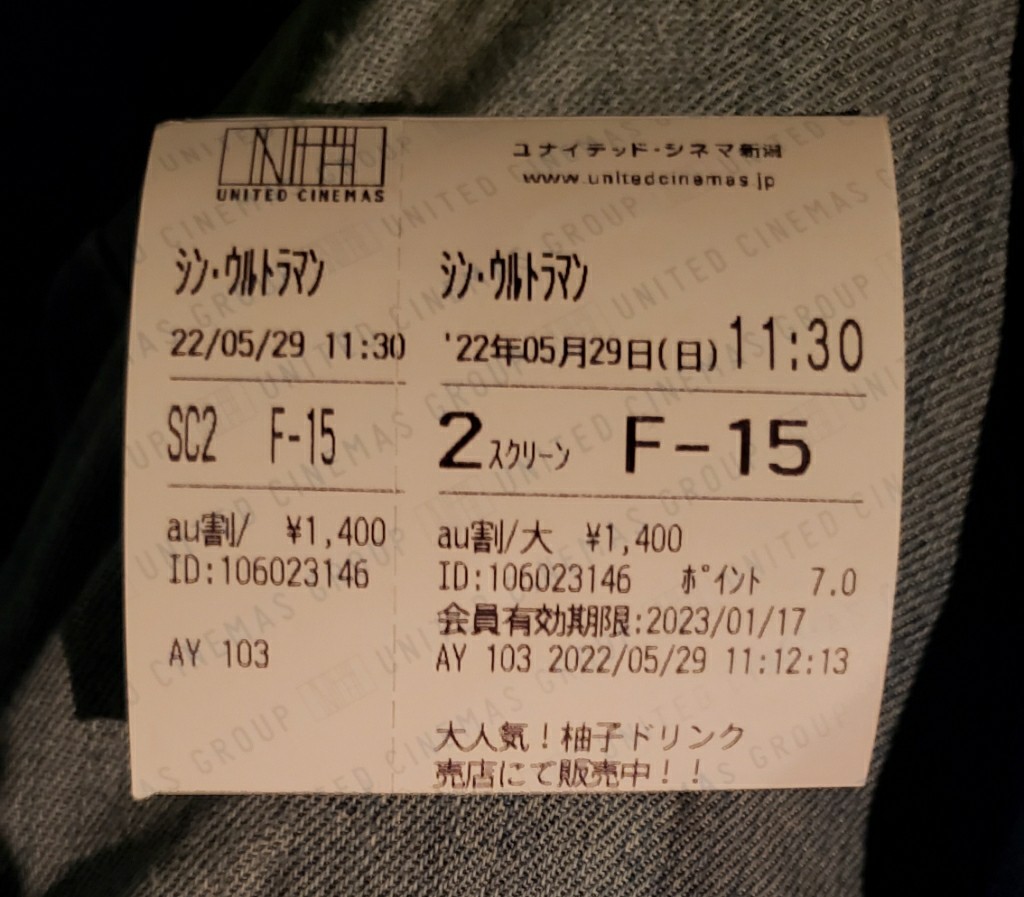 UNITED CINEMAS
シン・ウルトラマン
22/05/29 11:30
SC2 F-15
au割/ ¥1,400
ID:106023146
AY 103
ユナイテッド・シネマ新潟
www.unitedcinemas.jp
シン・ウルトラマン
'22年05月29日(日) 11:30
2スクリーン F-15
au割/大 ¥1,400
ID:106023146 ポイント 7.0
会員有効期限:2023/01/17
AY 103 2022/05/29 11:12:13
大人気!柚子ドリンク
売店にて販売中!!